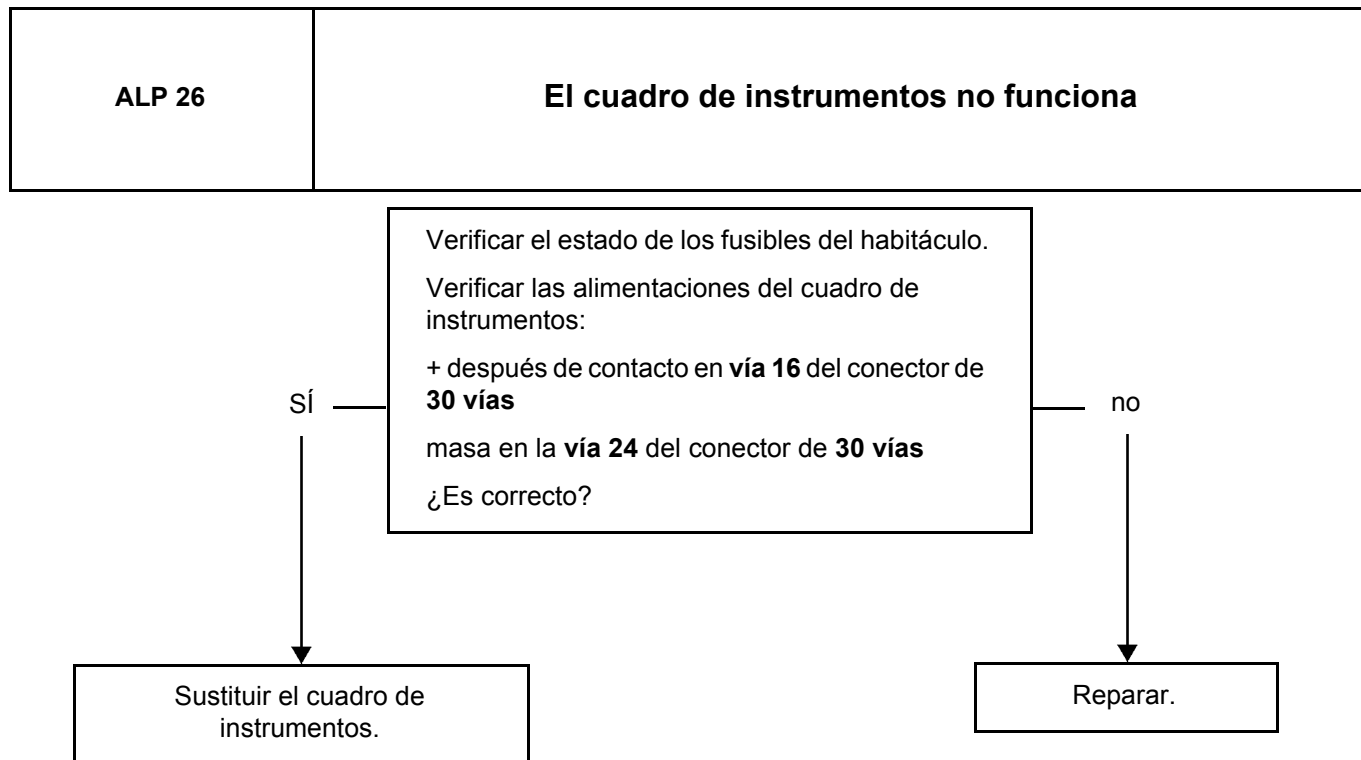 ALP 26
El cuadro de instrumentos no funciona
Verificar el estado de los fusibles del habitáculo.
Verificar las alimentaciones del cuadro de
instrumentos:
+ después de contacto en vía 16 del conector de
30 vías
masa en la vía 24 del conector de 30 vías
¿Es correcto?
SÍ
no
Sustituir el cuadro de
instrumentos.
Reparar.